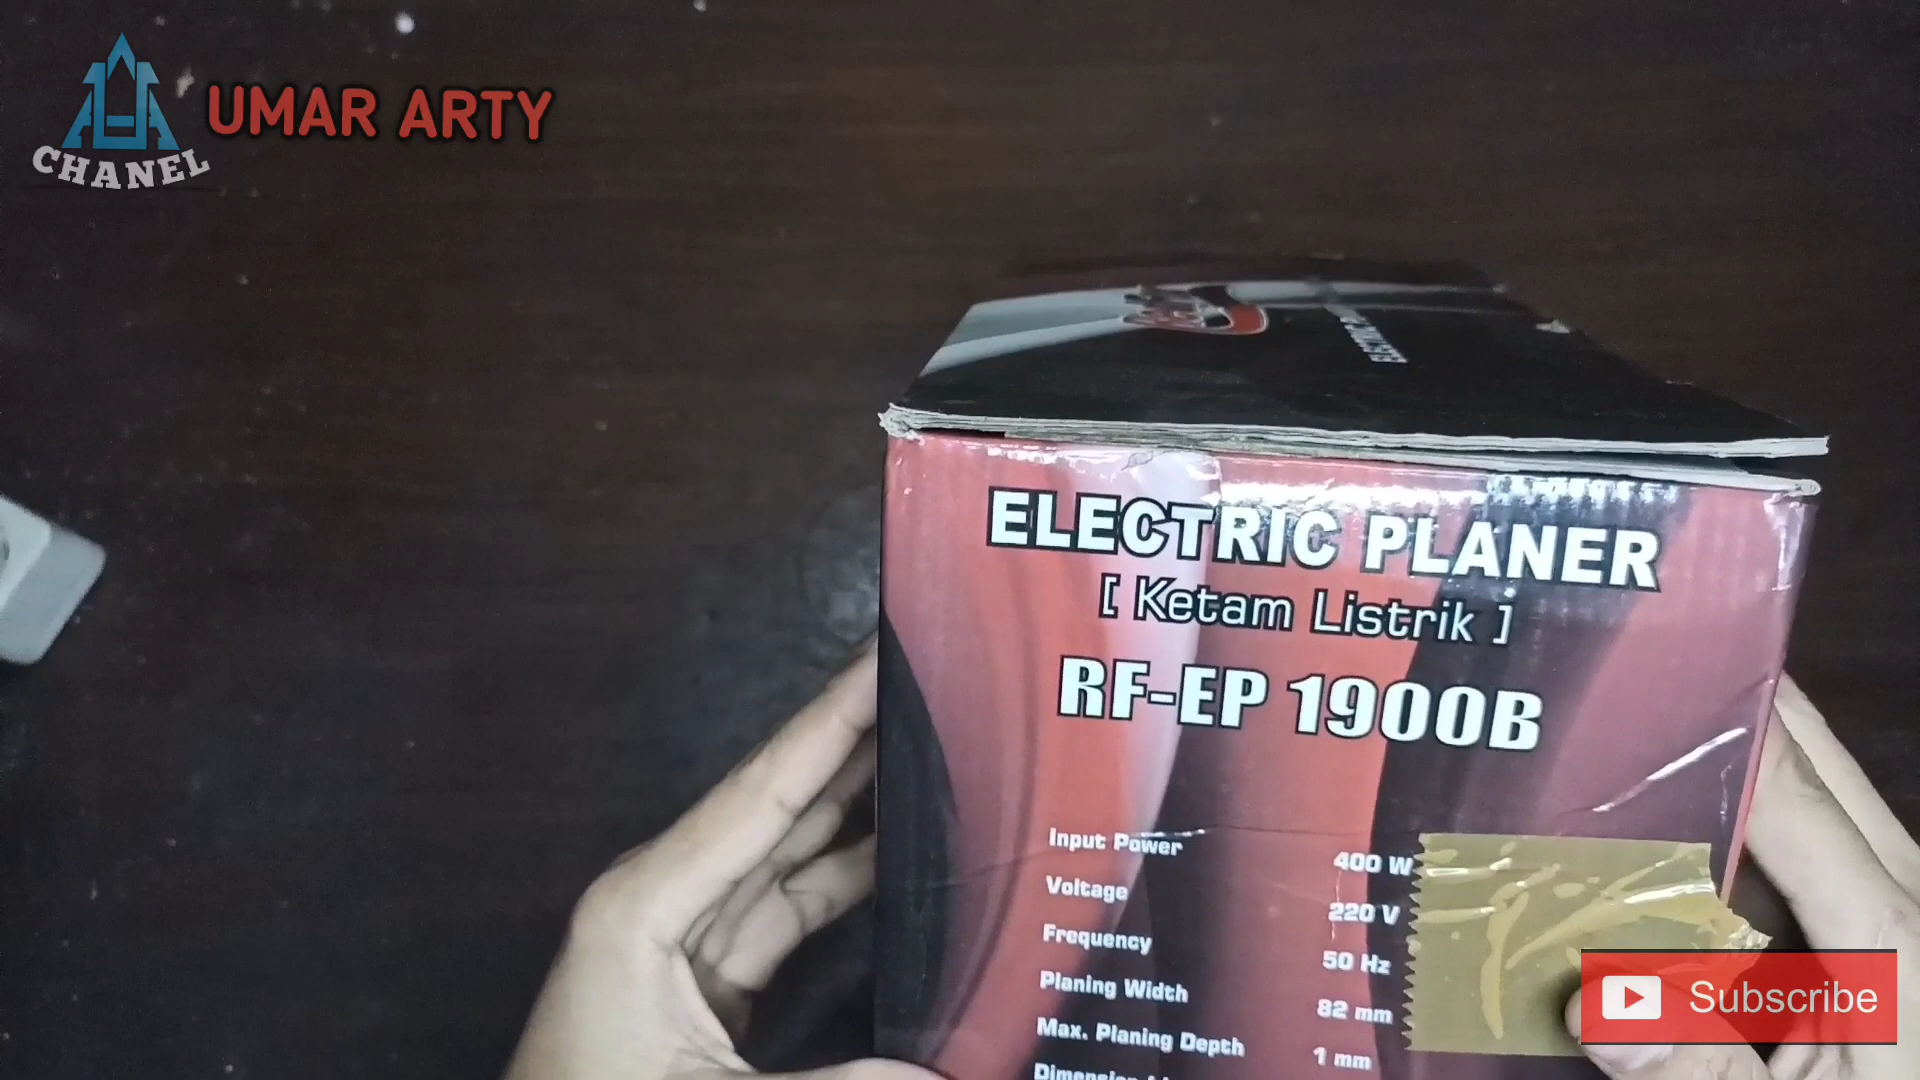 UMAR ARTY
CHANEL
ELECTRIC PLANER
[ Ketam Listrik ]
RF-EP 1900B
Input Power 400 W
Voltage 220 V
Frequency 50 Hz
Planing Width 82 mm
Max. Planing Depth 1 mm
Dimension
Subscribe